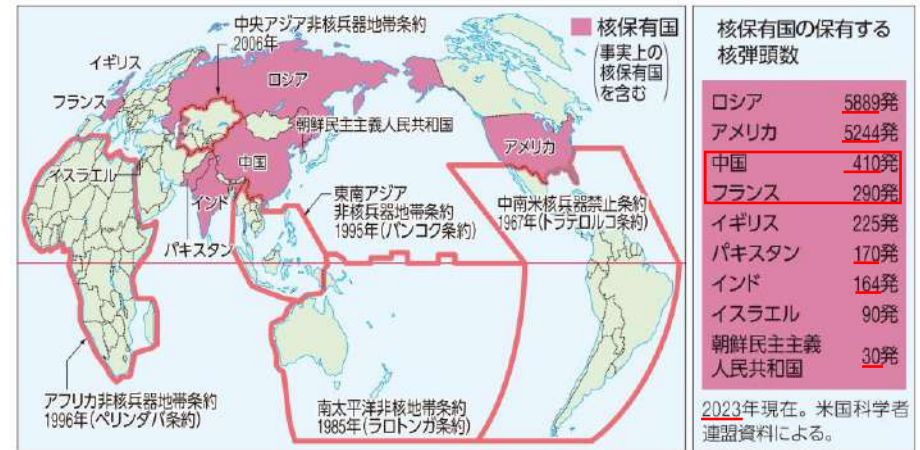 中央アジア非核兵器地帯条約
2006年
イギリス
フランス
ロシア
朝鮮民主主義人民共和国
中国
イスラエル
インド
パキスタン
アメリカ
核保有国
(事実上の
核保有国
を含む)
東南アジア
非核兵器地帯条約
1995年(バンコク条約)
中南米核兵器禁止条約
1967年(トラテロルコ条約)
アフリカ非核兵器地帯条約
1996年(ペリンダバ条約)
南太平洋非核地帯条約
1985年(ラロトンガ条約)
核保有国の保有する
核弾頭数
ロシア 5889発
アメリカ 5244発
中国 410発
フランス 290発
イギリス 225発
パキスタン 170発
インド 164発
イスラエル 90発
朝鮮民主主義
人民共和国 30発
2023年現在。米国科学者
連盟資料による。